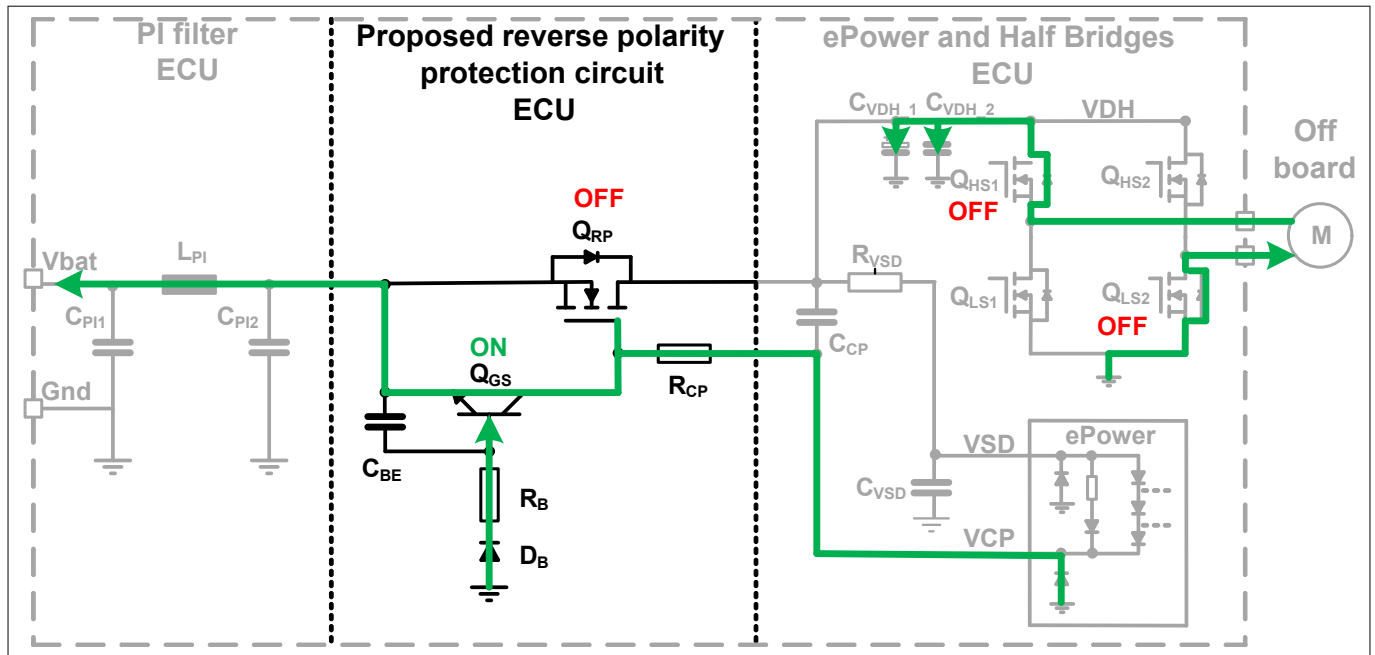 PI filter
ECU
Proposed reverse polarity
protection circuit
ECU
ePower and Half Bridges
ECU
Off
board
CVDH_1
CVDH_2
VDH
QHS1
OFF
QHS2
M
OFF
QRP
Vbat
LPI
CPI1
CPI2
Gnd
RVSD
QLS1
QLS2
OFF
CCP
ON
QGS
RCP
CBE
RB
DB
VSD
ePower
CVSD
VCP